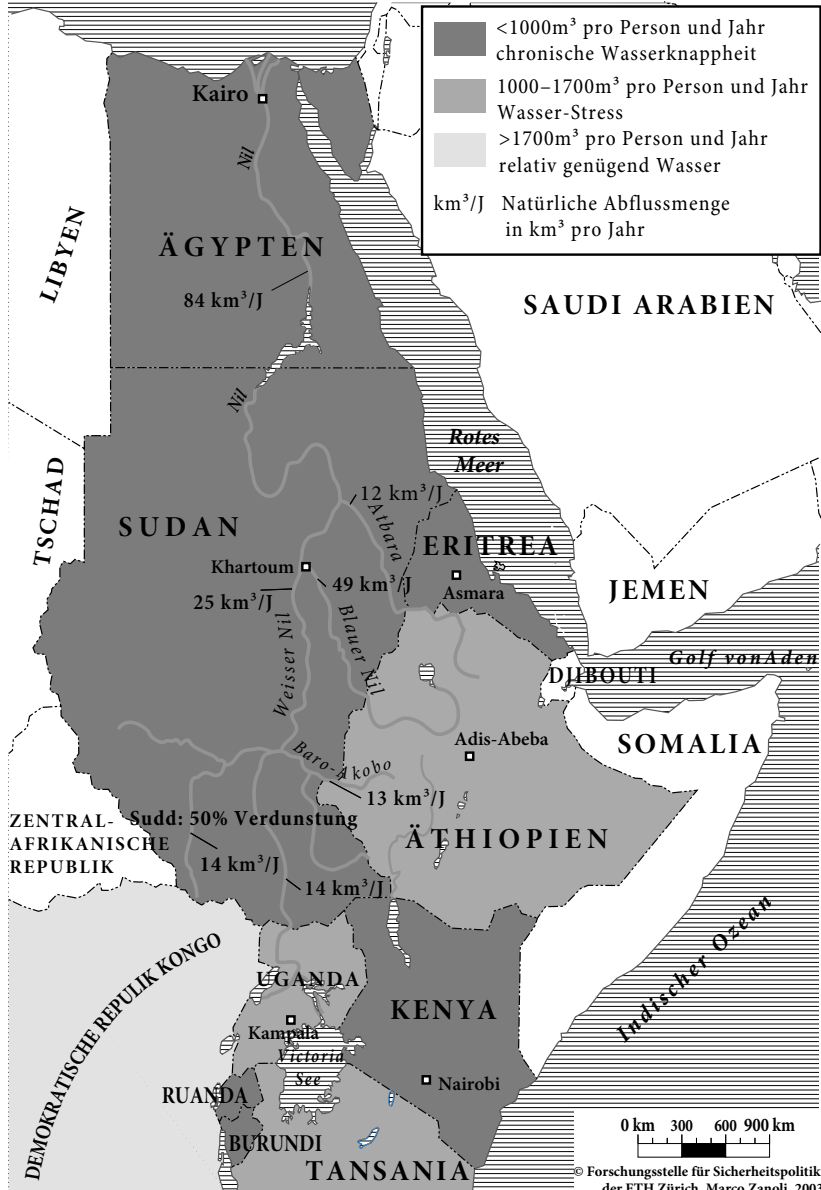 <1000m³ pro Person und Jahr
chronische Wasserknappheit
1000–1700m³ pro Person und Jahr
Wasser-Stress
>1700m³ pro Person und Jahr
relativ genügend Wasser
km³/J Natürliche Abflussmenge
in km³ pro Jahr
Kairo
Nil
LIBYEN
ÄGYPTEN
84 km³/J
SAUDI ARABIEN
Nil
Rotes
Meer
TSCHAD
12 km³/J
SUDAN
Atbara
ERITREA
Khartoum
49 km³/J
Asmara
JEMEN
25 km³/J
Weisser Nil
Blauer Nil
Golf vonAden
DJIBOUTI
Adis-Abeba
SOMALIA
Baro-Akobo
13 km³/J
ZENTRAL-
AFRIKANISCHE
REPUBLIK
Sudd: 50% Verdunstung
ÄTHIOPIEN
14 km³/J
14 km³/J
Indischer Ozean
DEMOKRATISCHE REPULIK KONGO
UGANDA
KENYA
Kampala
Victoria
See
Nairobi
RUANDA
BURUNDI
TANSANIA
0 km 300 600 900 km
© Forschungsstelle für Sicherheitspolitik
der ETH Zürich, Marco Zanoli, 2003